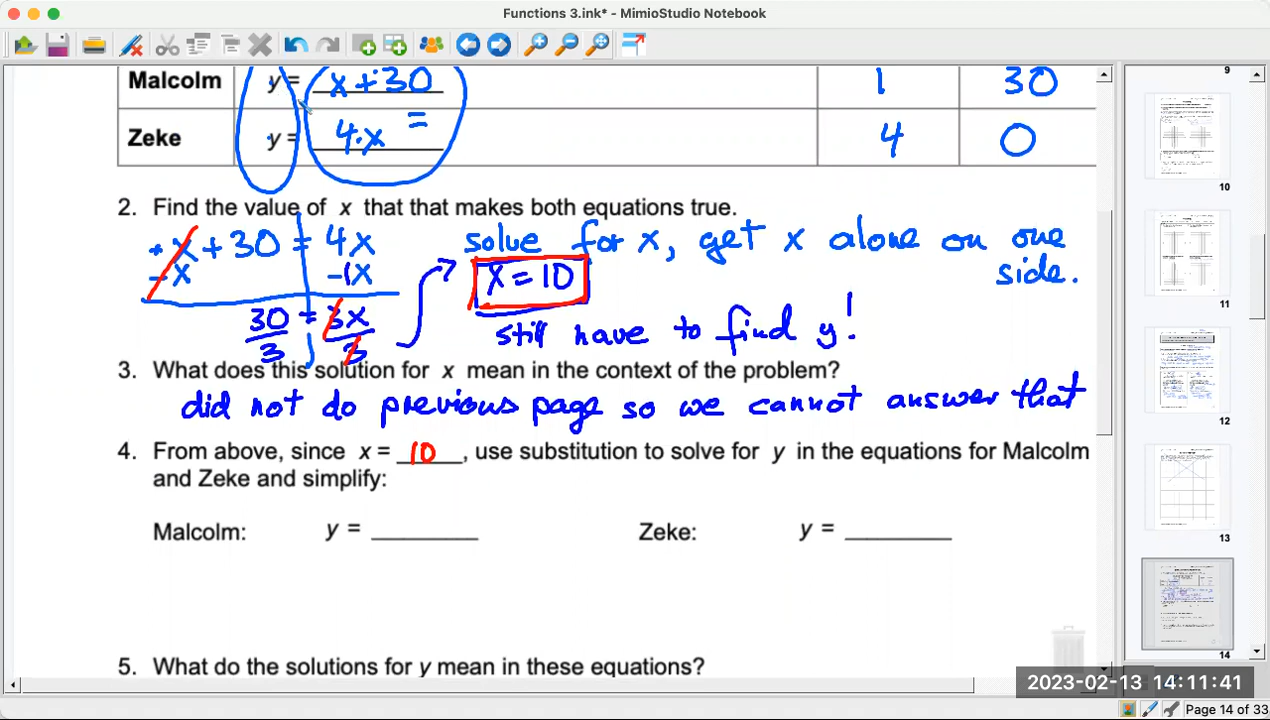 Functions 3.ink* - MimioStudio Notebook
Malcolm y = x + 30 1 30
Zeke y = 4·x = 4 0
2. Find the value of x that that makes both equations true.
+x + 30 = 4x
-x -1x
30/3 = 3x/3
solve for x, get x alone on one
side.
x = 10
still have to find y!
3. What does this solution for x mean in the context of the problem?
did not do previous page so we cannot answer that
4. From above, since x = 10, use substitution to solve for y in the equations for Malcolm
and Zeke and simplify:
Malcolm: y = ______ Zeke: y = ______
5. What do the solutions for y mean in these equations?
9
10
11
12
13
14
2023-02-13 14:11:41
Page 14 of 33